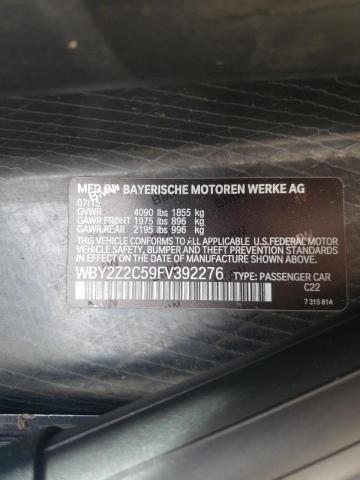 MFD BY BAYERISCHE MOTOREN WERKE AG
07/15
GVWR 4090 lbs 1855 kg
GAWR FRONT 1975 lbs 896 kg
GAWR REAR 2195 lbs 996 kg
THIS VEHICLE CONFORMS TO ALL APPLICABLE U.S. FEDERAL MOTOR
VEHICLE SAFETY, BUMPER AND THEFT PREVENTION STANDARDS
IN EFFECT ON THE DATE OF MANUFACTURE SHOWN ABOVE.
WBY2Z2C59FV392276 TYPE: PASSENGER CAR
C22
7 315 814